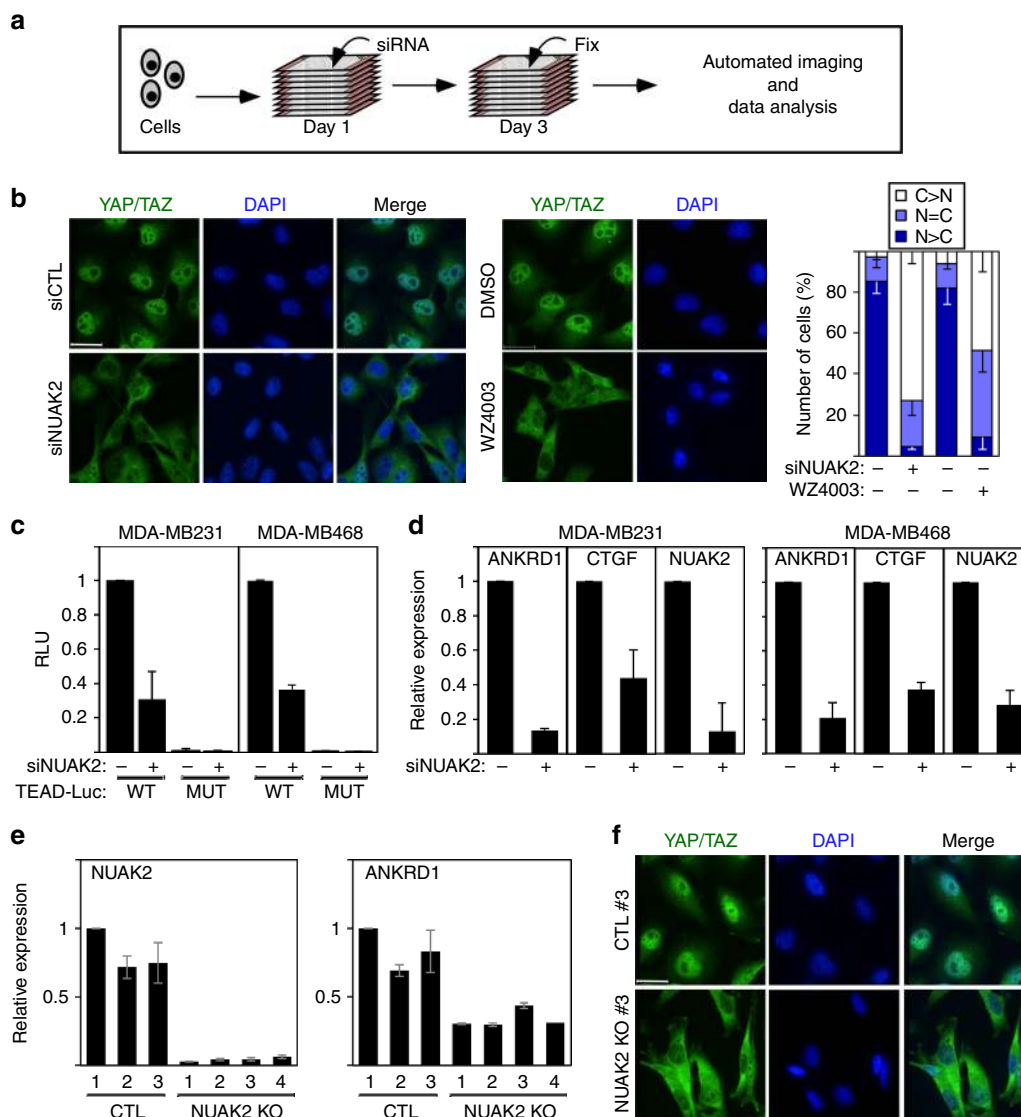 a
siRNA
Fix
Cells
Day 1
Day 3
Automated imaging
and
data analysis
b
YAP/TAZ
DAPI
Merge
YAP/TAZ
DAPI
siCTL
siNUAK2
DMSO
WZ4003
C>N
N=C
N>C
Number of cells (%)
80
60
40
20
siNUAK2: – + – –
WZ4003 – – – +
c
MDA-MB231 MDA-MB468
RLU
1
0.8
0.6
0.4
0.2
siNUAK2: – + – + – + – +
TEAD-Luc: WT MUT WT MUT
d
MDA-MB231 MDA-MB468
ANKRD1 CTGF NUAK2 ANKRD1 CTGF NUAK2
Relative expression
1
0.8
0.6
0.4
0.2
siNUAK2: – + – + – + – + – + – +
e
NUAK2
Relative expression
1
0.5
1 2 3 1 2 3 4
CTL NUAK2 KO
ANKRD1
1
0.5
1 2 3 1 2 3 4
CTL NUAK2 KO
f
YAP/TAZ
DAPI
Merge
CTL #3
NUAK2 KO #3